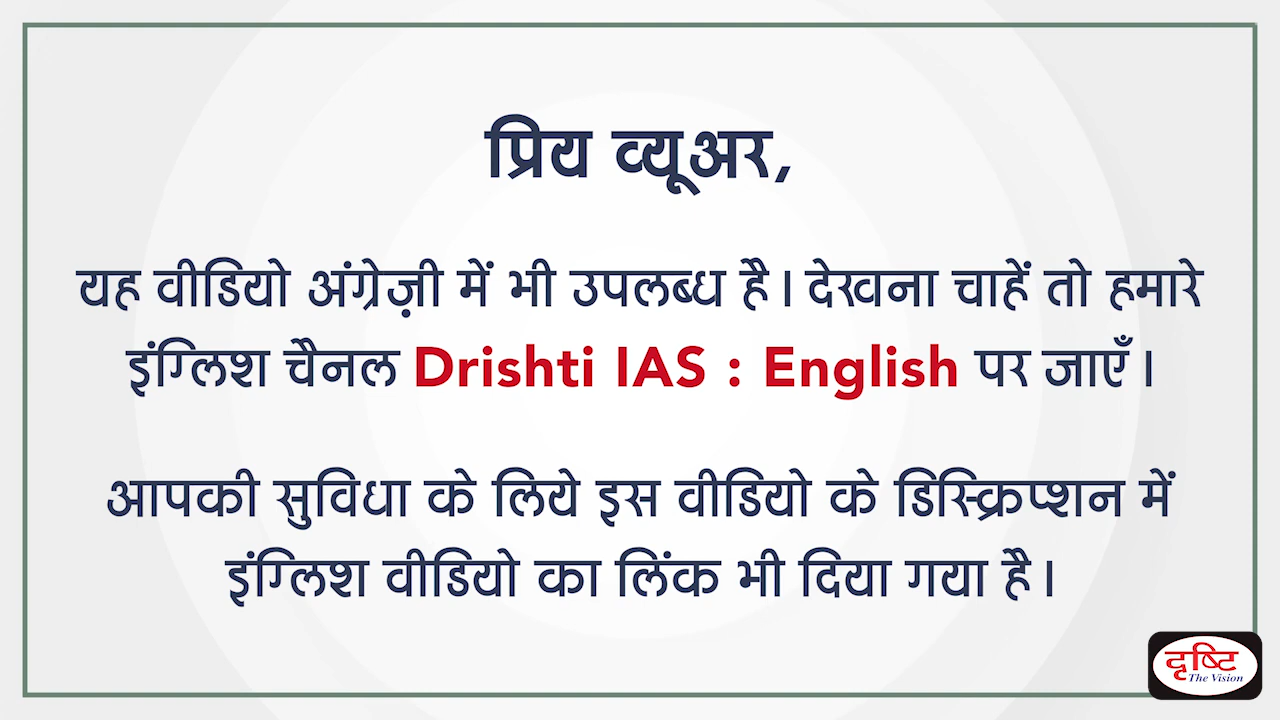 प्रिय व्यूअर,
यह वीडियो अंग्रेज़ी में भी उपलब्ध है। देखना चाहें तो हमारे
इंग्लिश चैनल Drishti IAS : English पर जाएँ।
आपकी सुविधा के लिये इस वीडियो के डिस्क्रिप्शन में
इंग्लिश वीडियो का लिंक भी दिया गया है।
दृष्टि
The Vision